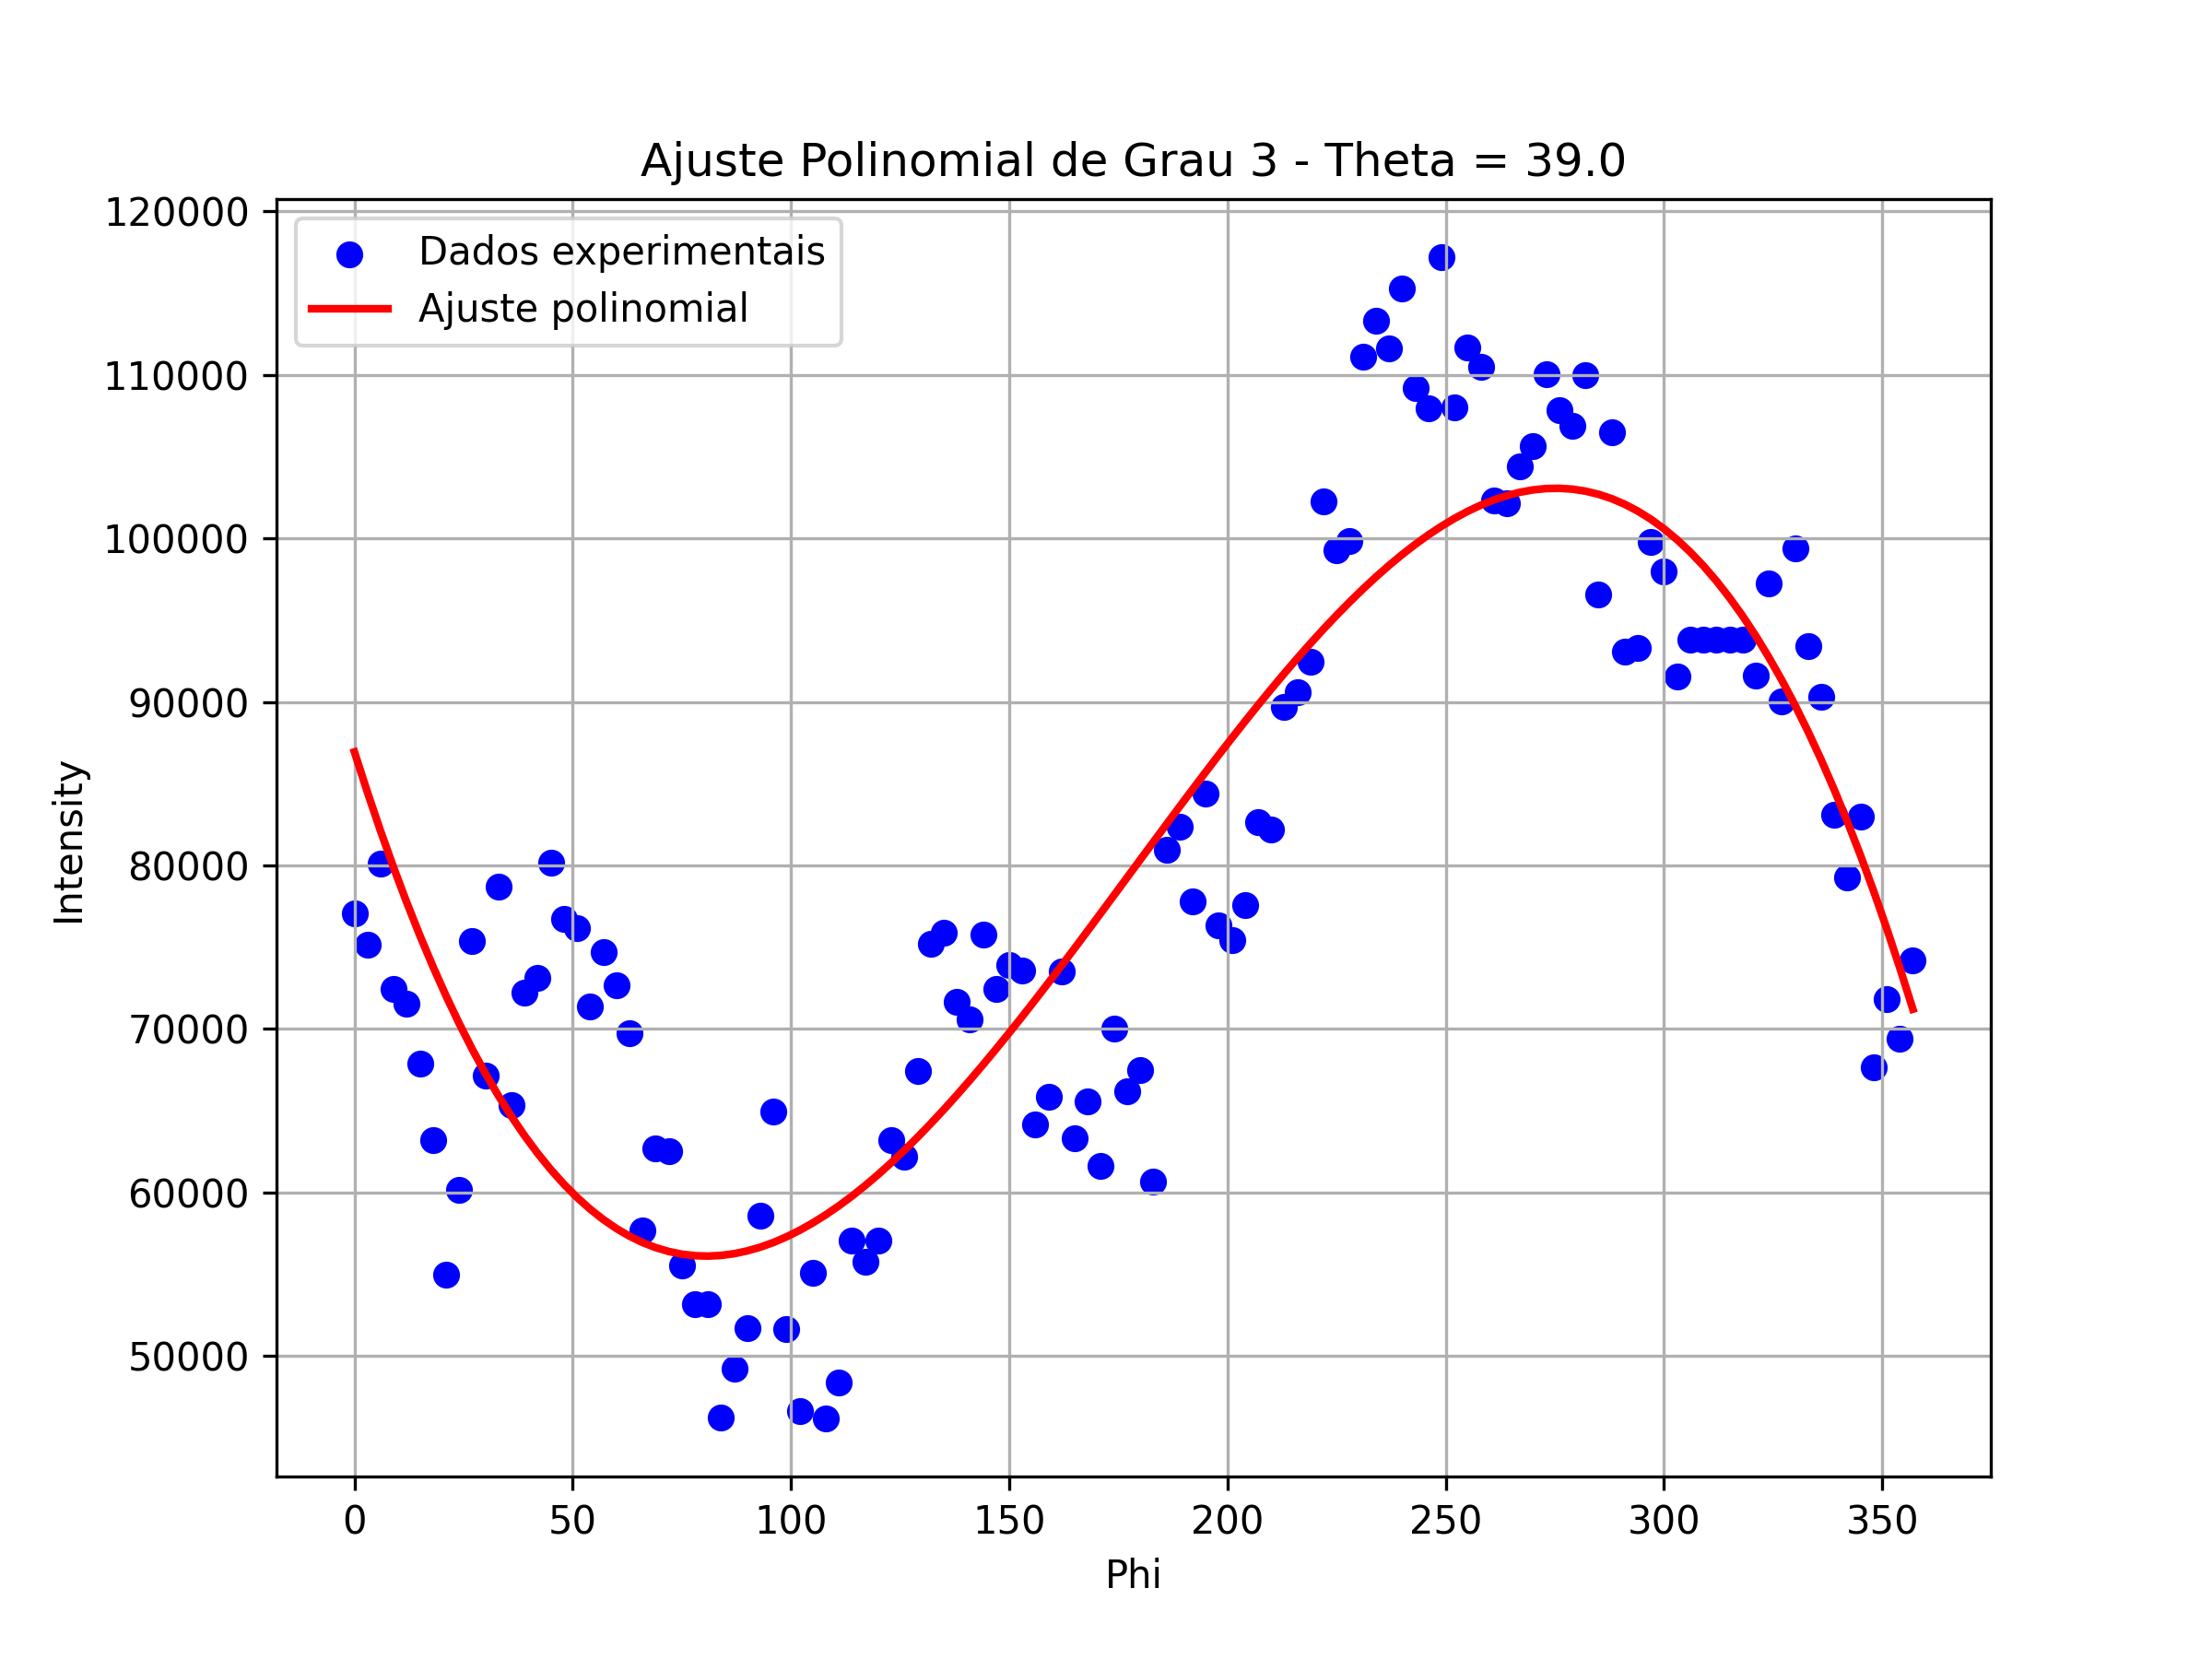 Ajuste Polinomial de Grau 3 - Theta = 39.0
120000
110000
100000
90000
80000
70000
60000
50000
Intensity
Dados experimentais
Ajuste polinomial
0 50 100 150 200 250 300 350
Phi